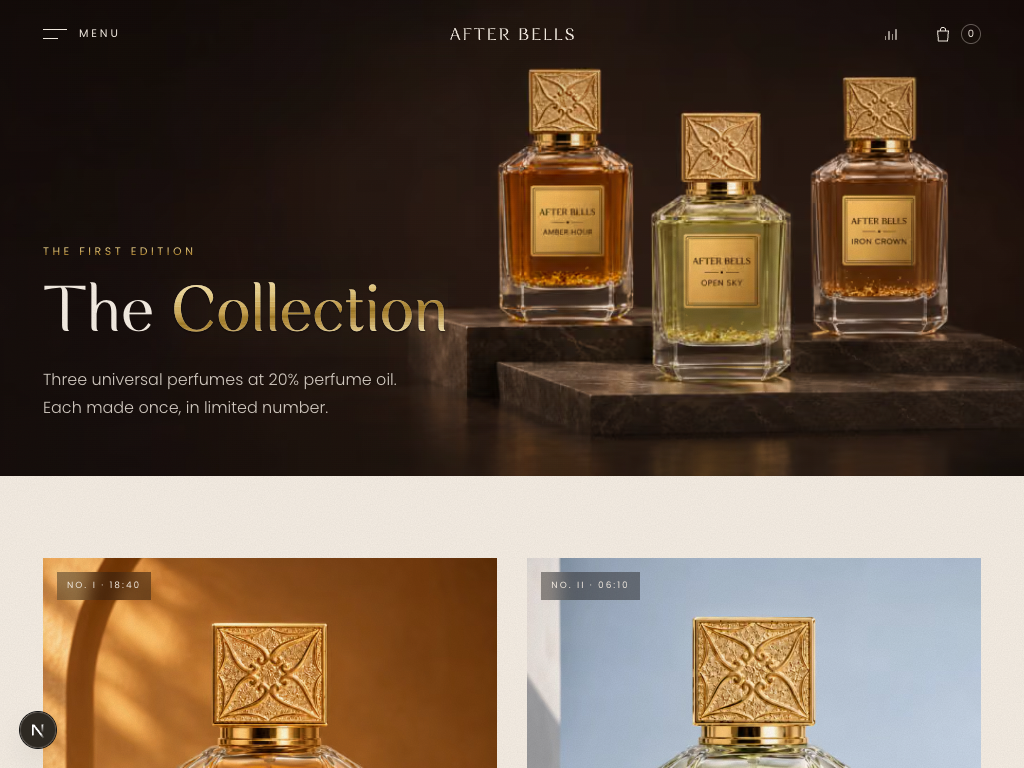 MENU
AFTER BELLS
0
AFTER BELLS
AMBER HOUR
AFTER BELLS
OPEN SKY
AFTER BELLS
IRON CROWN
THE FIRST EDITION
The Collection
Three universal perfumes at 20% perfume oil.
Each made once, in limited number.
NO. I · 18:40
NO. II · 06:10
N